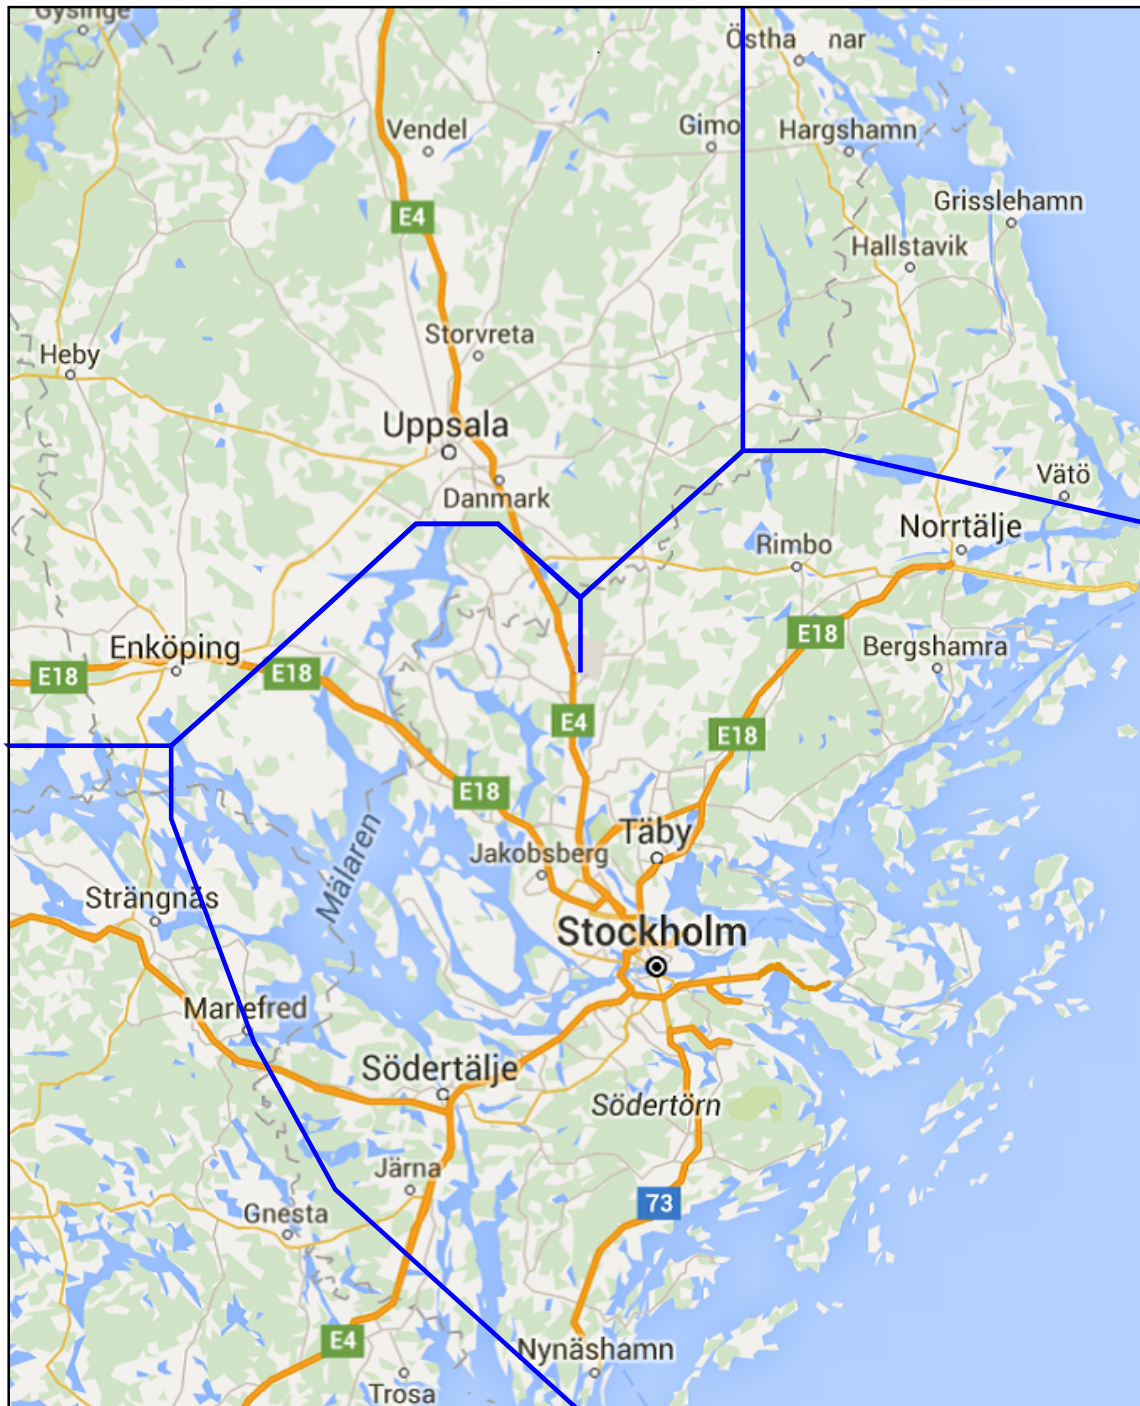 Gysinge
Östha nar
Vendel
Gimo
Hargshamn
Grisslehamn
E4
Hallstavik
Storvreta
Heby
Uppsala
Danmark
Vätö
Norrtälje
Rimbo
E18
Enköping
Bergshamra
E18
E18
E4
E18
E18
Täby
Jakobsberg
Mälaren
Strängnäs
Stockholm
Mariefred
Södertälje
Södertörn
Järna
73
Gnesta
E4
Nynäshamn
Trosa